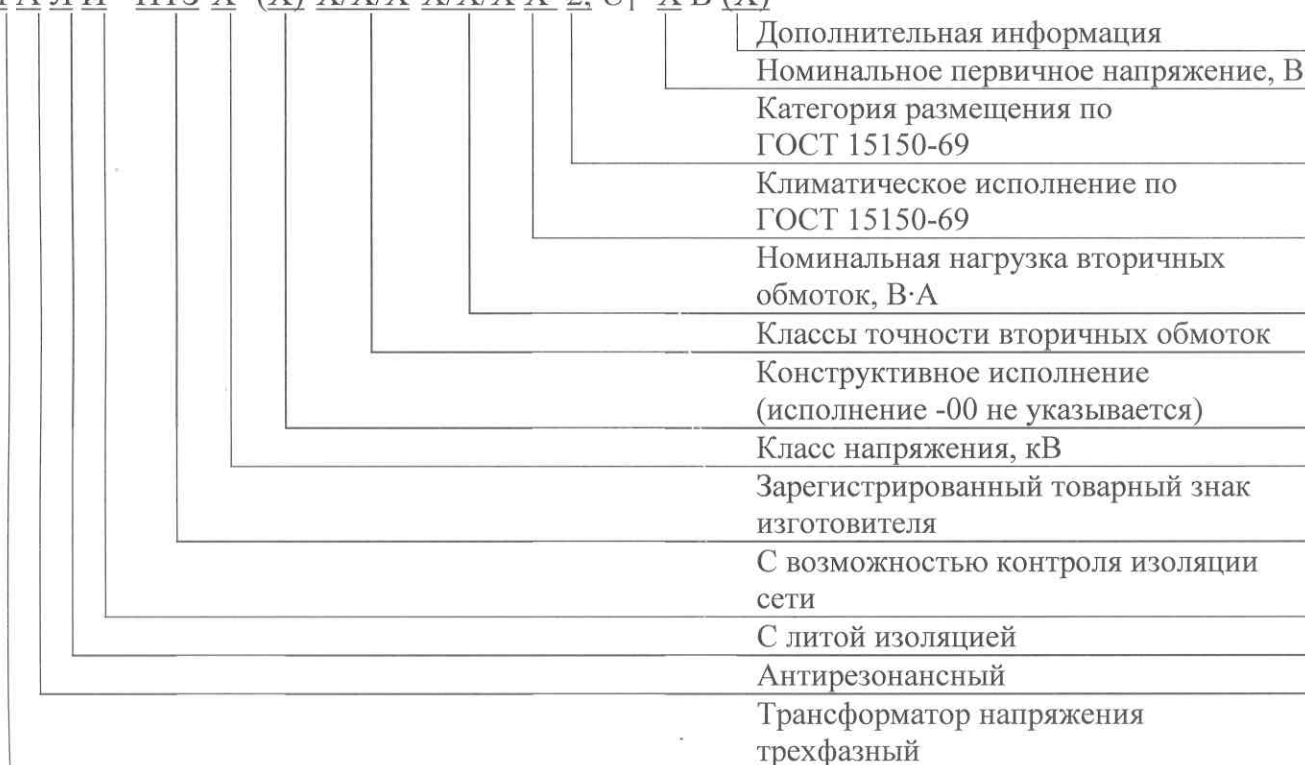 Дополнительная информация
Номинальное первичное напряжение, В
Категория размещения по
ГОСТ 15150-69
Климатическое исполнение по
ГОСТ 15150-69
Номинальная нагрузка вторичных
обмоток, В·А
Классы точности вторичных обмоток
Конструктивное исполнение
(исполнение -00 не указывается)
Класс напряжения, кВ
Зарегистрированный товарный знак
изготовителя
С возможностью контроля изоляции
сети
С литой изоляцией
Антирезонансный
Трансформатор напряжения
трехфазный